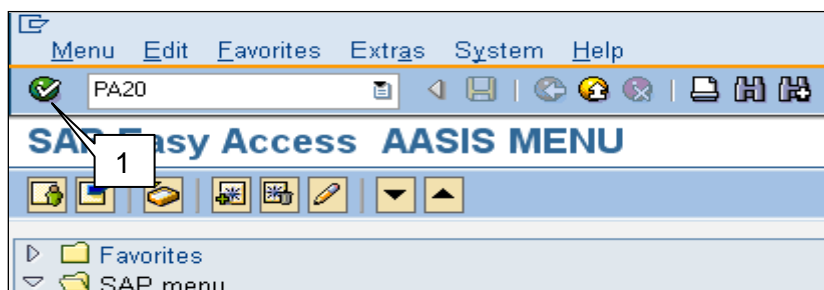 Menu Edit Favorites Extras System Help
PA20
SAP Easy Access AASIS MENU
1
Favorites
SAP menu